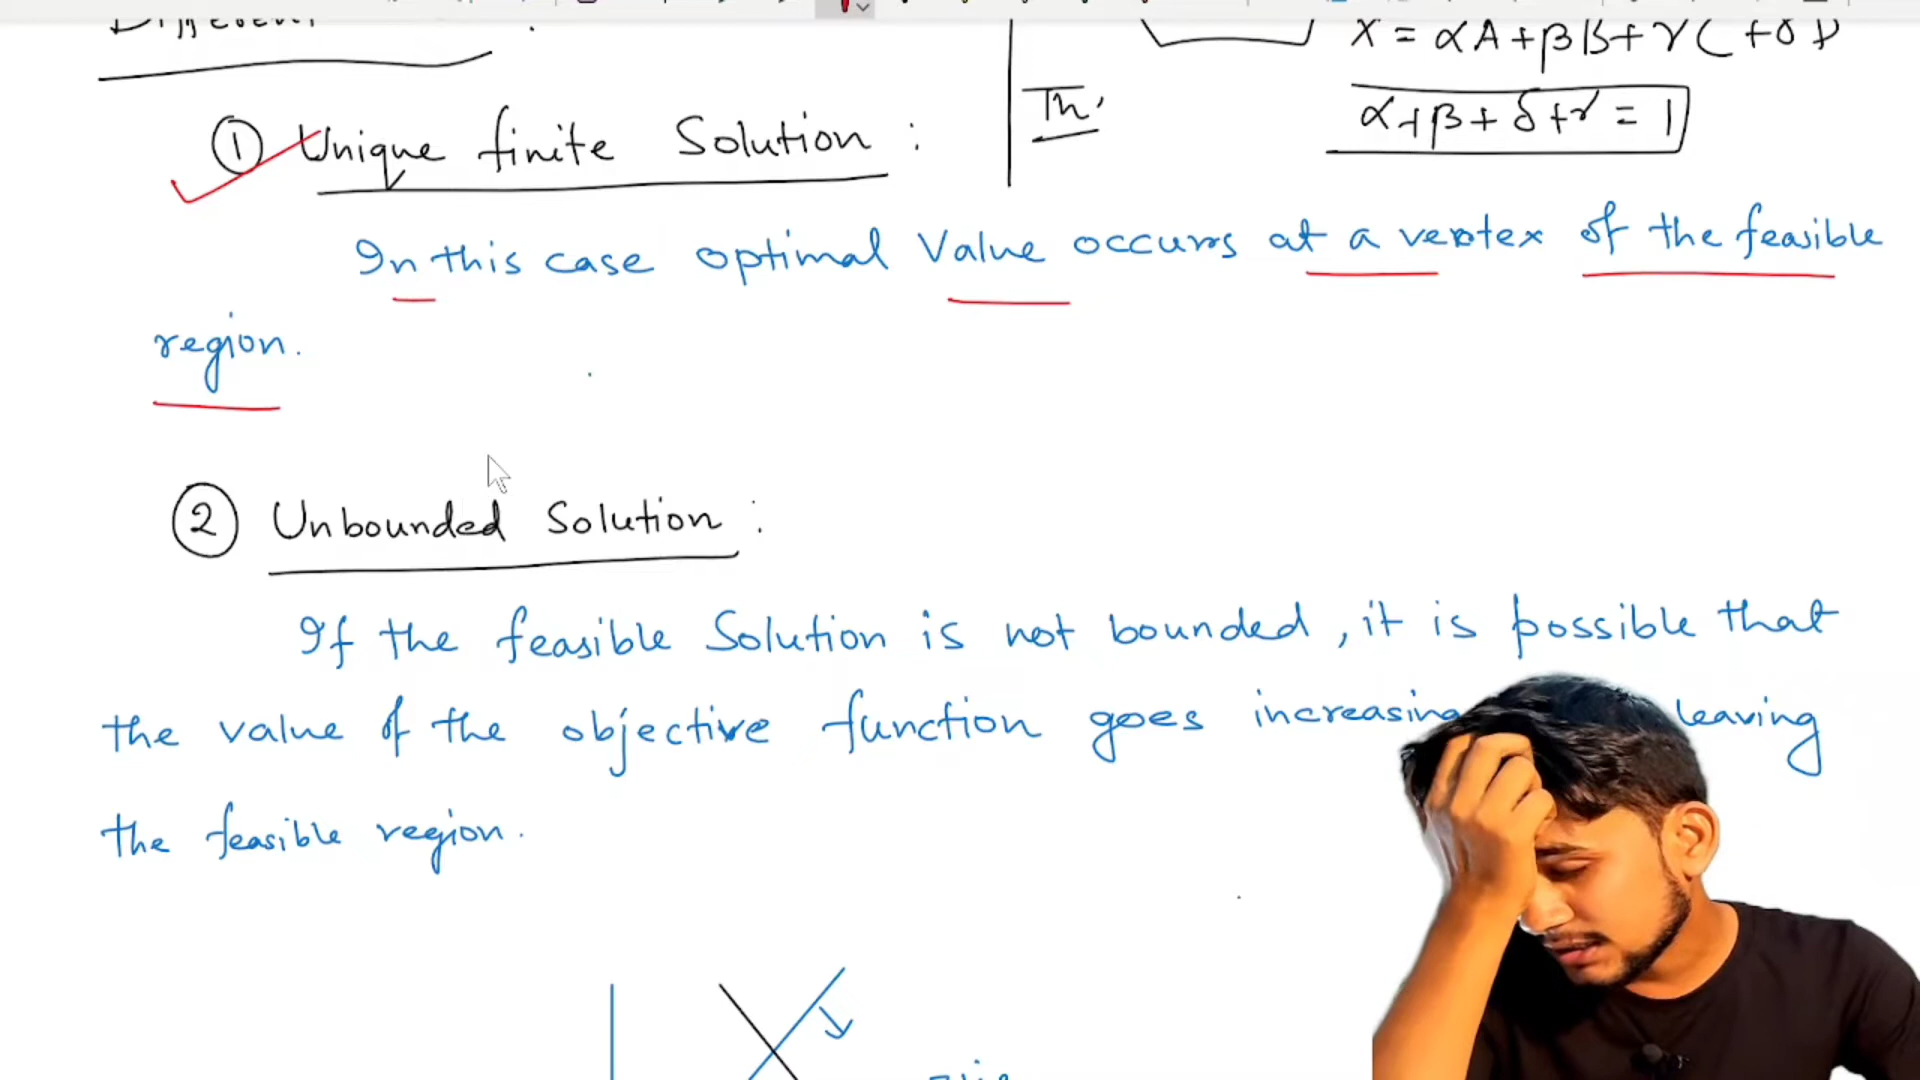 Different :
X = αA+βB+γC+δD
Th'
α+β+δ+γ = 1
① Unique finite Solution :
In this case optimal Value occurs at a vertex of the feasible
region.
② Unbounded Solution :
If the feasible Solution is not bounded, it is possible that
the value of the objective function goes increasing leaving
the feasible region.